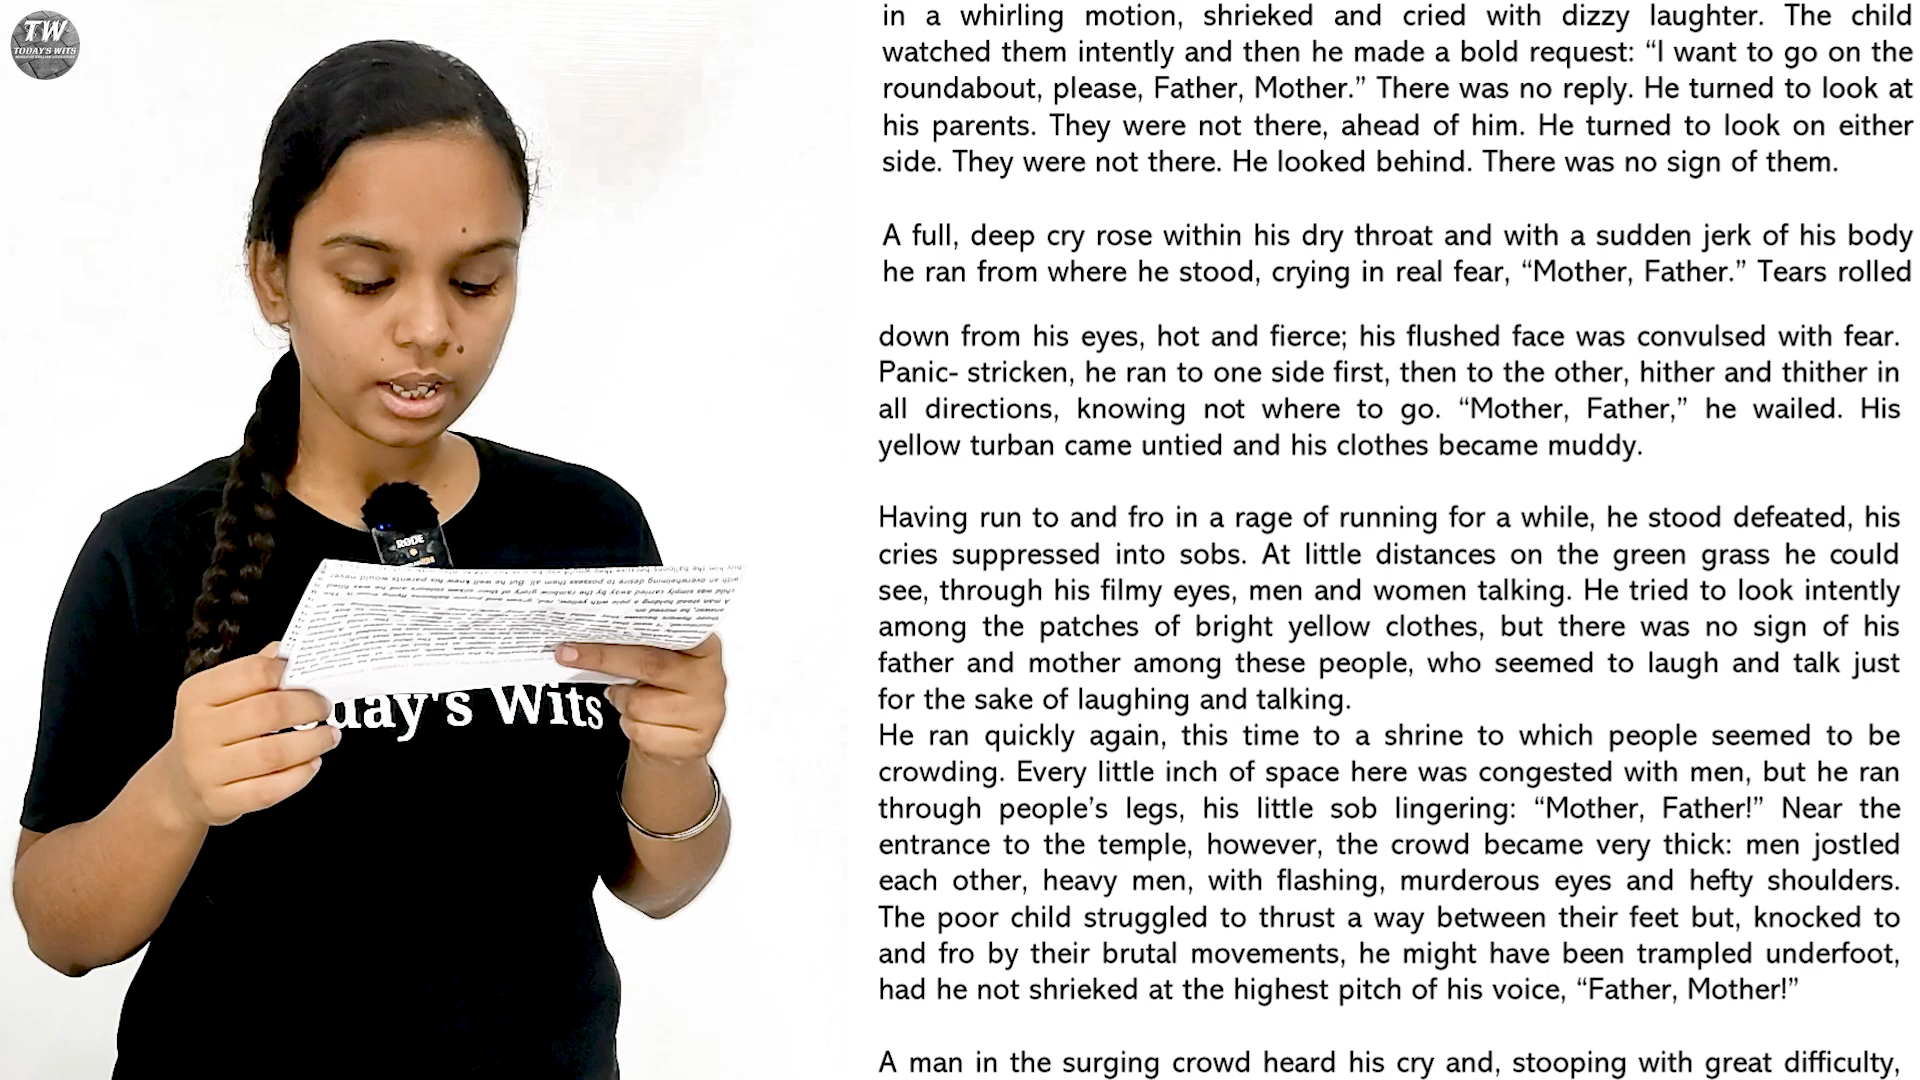 TW
TODAY'S WITS
WORLD OF ENGLISH LITERATURE
RODE
day's Wits
in a whirling motion, shrieked and cried with dizzy laughter. The child
watched them intently and then he made a bold request: “I want to go on the
roundabout, please, Father, Mother.” There was no reply. He turned to look at
his parents. They were not there, ahead of him. He turned to look on either
side. They were not there. He looked behind. There was no sign of them.
A full, deep cry rose within his dry throat and with a sudden jerk of his body
he ran from where he stood, crying in real fear, “Mother, Father.” Tears rolled
down from his eyes, hot and fierce; his flushed face was convulsed with fear.
Panic- stricken, he ran to one side first, then to the other, hither and thither in
all directions, knowing not where to go. “Mother, Father,” he wailed. His
yellow turban came untied and his clothes became muddy.
Having run to and fro in a rage of running for a while, he stood defeated, his
cries suppressed into sobs. At little distances on the green grass he could
see, through his filmy eyes, men and women talking. He tried to look intently
among the patches of bright yellow clothes, but there was no sign of his
father and mother among these people, who seemed to laugh and talk just
for the sake of laughing and talking.
He ran quickly again, this time to a shrine to which people seemed to be
crowding. Every little inch of space here was congested with men, but he ran
through people’s legs, his little sob lingering: “Mother, Father!” Near the
entrance to the temple, however, the crowd became very thick: men jostled
each other, heavy men, with flashing, murderous eyes and hefty shoulders.
The poor child struggled to thrust a way between their feet but, knocked to
and fro by their brutal movements, he might have been trampled underfoot,
had he not shrieked at the highest pitch of his voice, “Father, Mother!”
A man in the surging crowd heard his cry and, stooping with great difficulty,